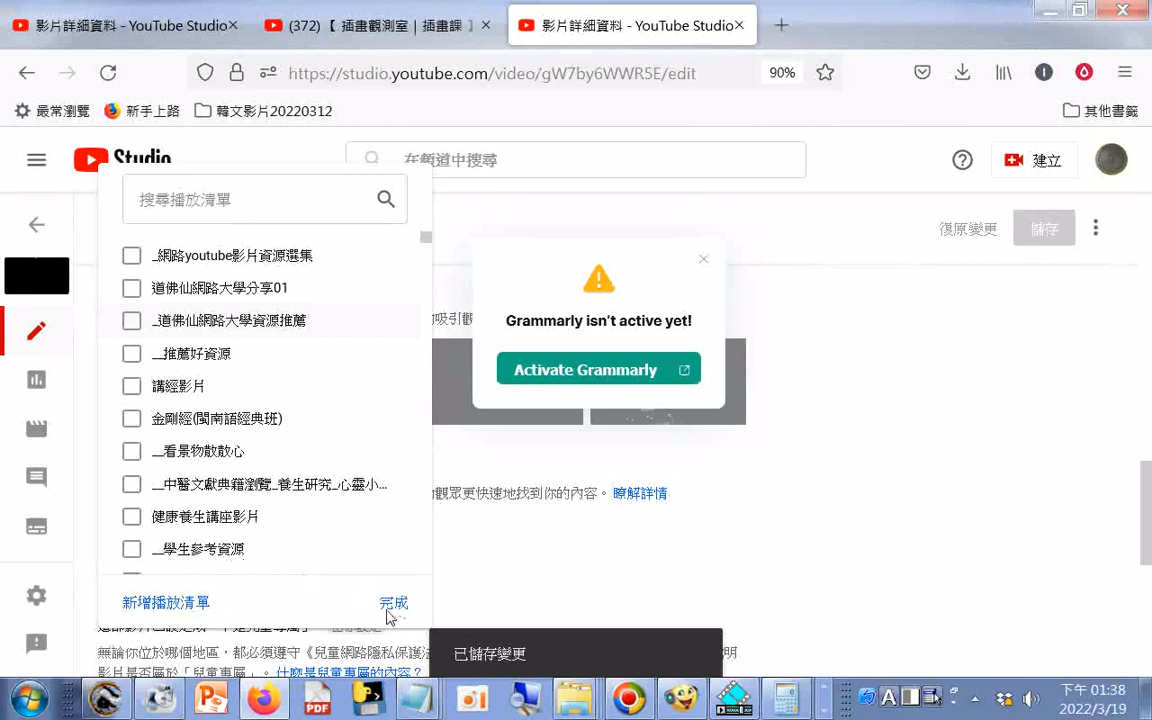 影片詳細資料 - YouTube Studio
(372)【 插畫觀測室 | 插畫課 】
影片詳細資料 - YouTube Studio
https://studio.youtube.com/video/gW7by6WWR5E/edit
90%
最常瀏覽
新手上路
韓文影片20220312
其他書籤
Studio
在頻道中搜尋
建立
搜尋播放清單
復原變更
儲存
_網路youtube影片資源選集
道佛仙網路大學分享01
_道佛仙網路大學資源推薦
__推薦好資源
講經影片
金剛經(閩南語經典班)
__看景物散散心
__中醫文獻典籍瀏覽_養生研究_心靈小...
健康養生講座影片
__學生參考資源
新增播放清單
完成
Grammarly isn't active yet!
Activate Grammarly
的吸引觀
觀眾更快速地找到你的內容。 瞭解詳情
已儲存變更
無論你位於哪個地區，都必須遵守《兒童網路隱私保護法
明
影片是否屬於「兒童專屬」。 什麼是兒童專屬的內容？
下午 01:38
2022/3/19